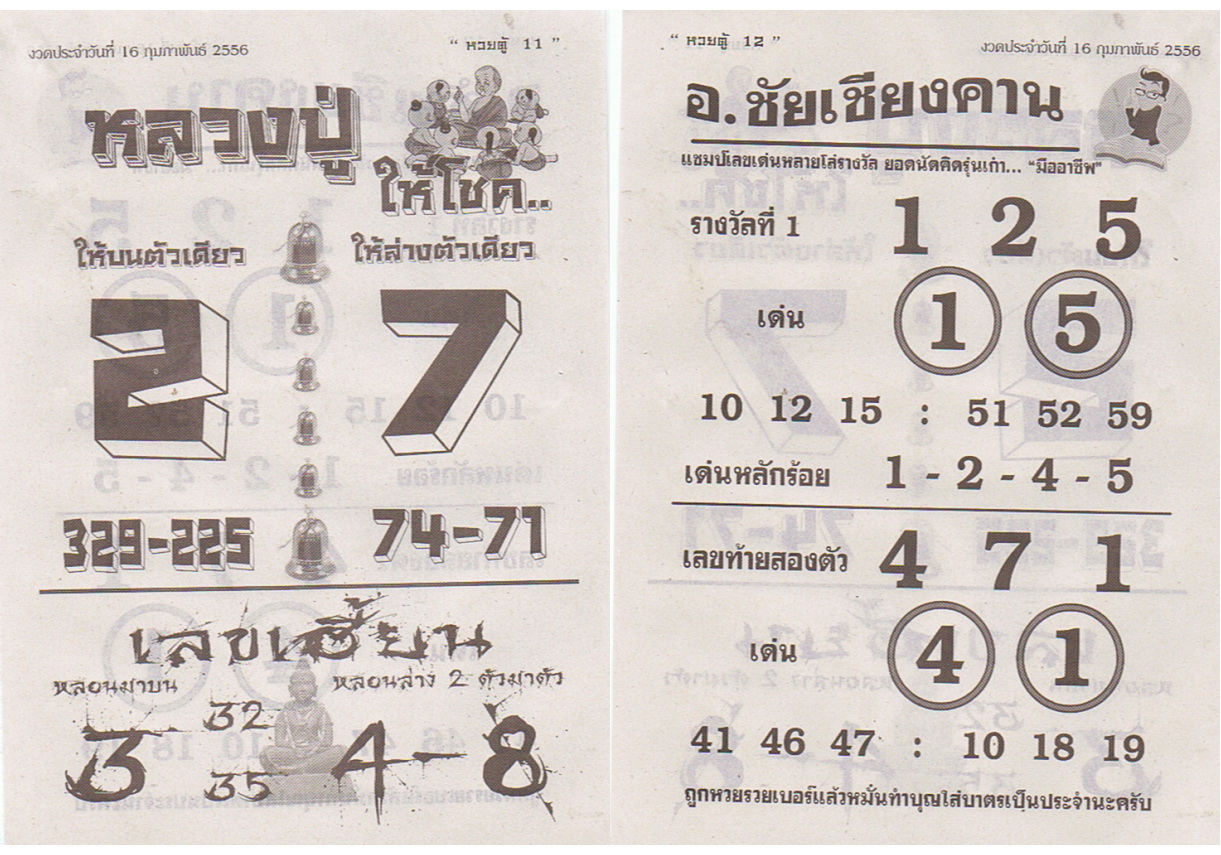 งวดประจำวันที่ 16 กุมภาพันธ์ 2556
“ หวยตู้ 11 ”
หลวงปู่
ให้โชค..
ให้บนตัวเดียว
ให้ล่างตัวเดียว
2
7
329-225
74-71
เลขเฮี้ยน
หลอนมาบน
หลอนล่าง 2 ตัวมาตัว
3
32
35
4-8
“ หวยตู้ 12 ”
งวดประจำวันที่ 16 กุมภาพันธ์ 2556
อ.ชัยเชียงคาน
แชมป์เลขเด่นหลายโล่รางวัล ยอดนัดคิดรุ่นเก๋า... “มืออาชีพ”
รางวัลที่ 1 1 2 5
เด่น 1 5
10 12 15 : 51 52 59
เด่นหลักร้อย 1 - 2 - 4 - 5
เลขท้ายสองตัว 4 7 1
เด่น 4 1
41 46 47 : 10 18 19
ถูกหวยรวยเบอร์แล้วหมั่นทำบุญใส่บาตรเป็นประจำนะครับ